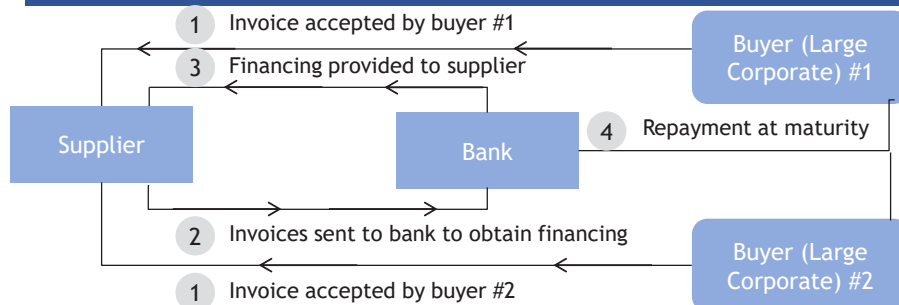 1 Invoice accepted by buyer #1
Buyer (Large
Corporate) #1
3 Financing provided to supplier
4 Repayment at maturity
Supplier
Bank
2 Invoices sent to bank to obtain financing
Buyer (Large
Corporate) #2
1 Invoice accepted by buyer #2